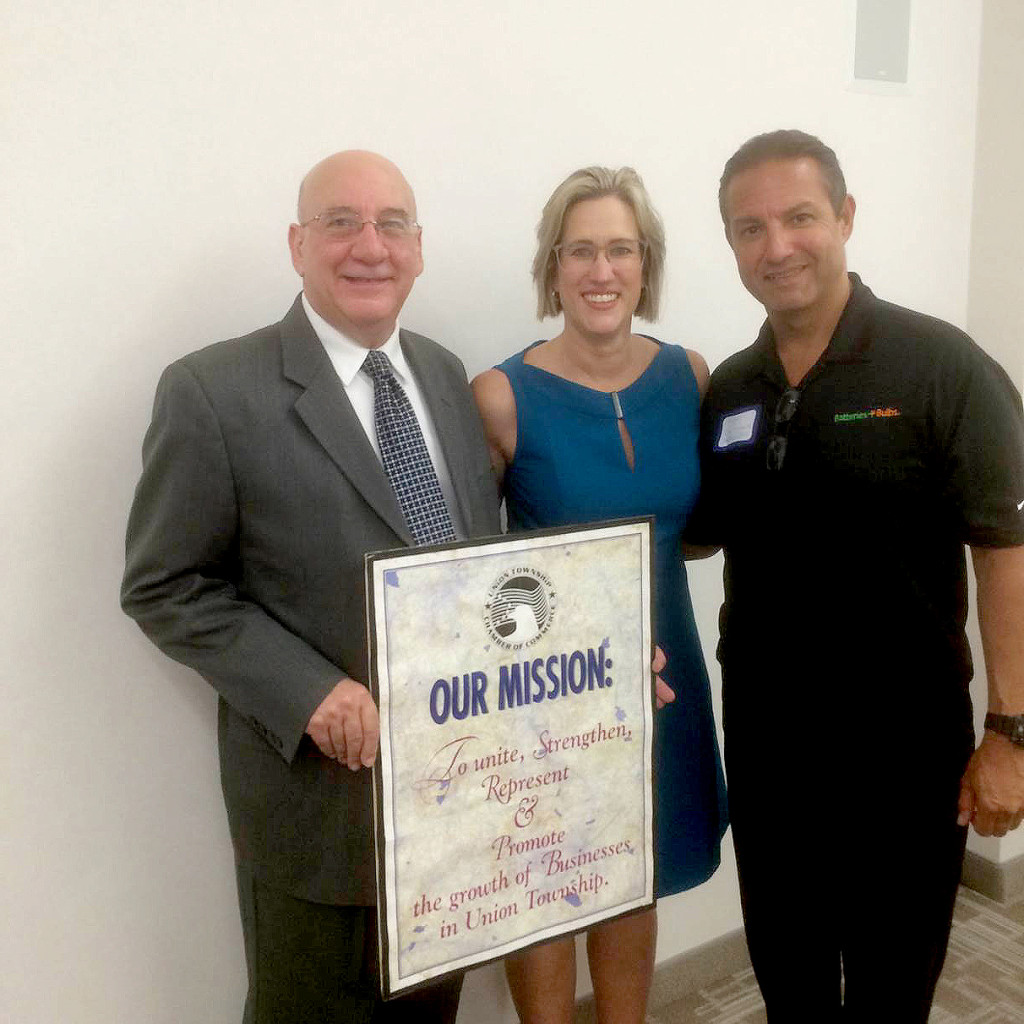 UNION TOWNSHIP
CHAMBER OF COMMERCE
OUR MISSION:
To unite, Strengthen,
Represent
&
Promote
the growth of Businesses
in Union Township.
Batteries + Bulbs